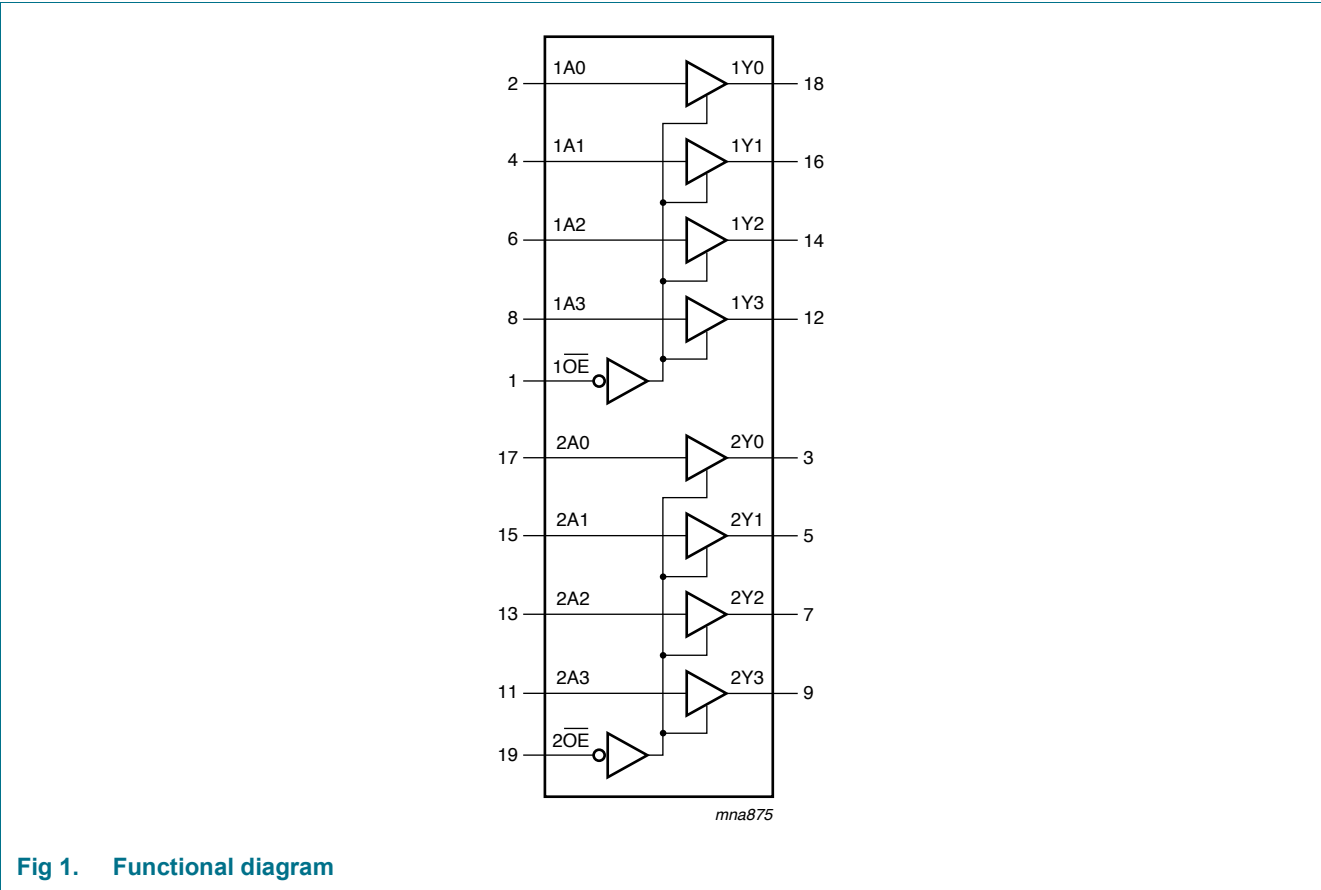 2 1A0 1Y0 18
4 1A1 1Y1 16
6 1A2 1Y2 14
8 1A3 1Y3 12
1 1O̅E̅
17 2A0 2Y0 3
15 2A1 2Y1 5
13 2A2 2Y2 7
11 2A3 2Y3 9
19 2O̅E̅
mna875
Fig 1. Functional diagram